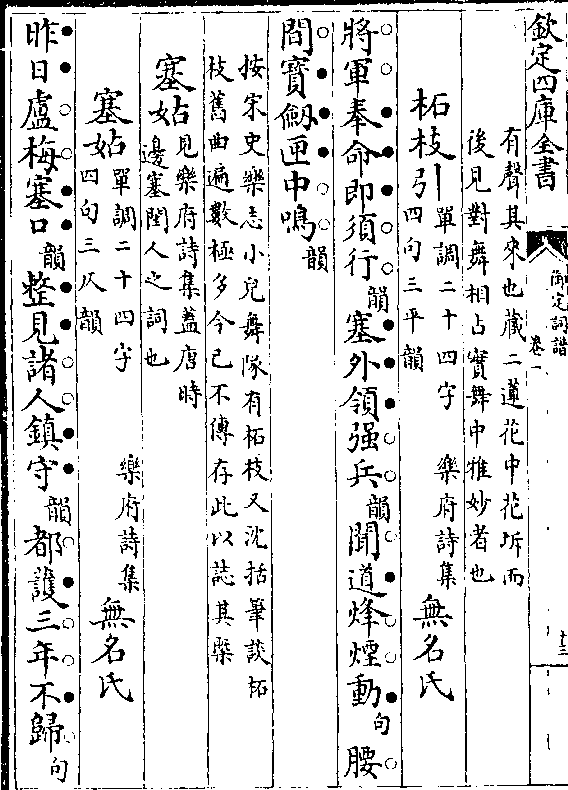 欽定四庫全書
御定詞譜 卷一
十三
有聲其來也藏二蓮花中花坼而
後見對舞相占實舞中雅妙者也
柘枝引 單調二十四字 四句三平韻 樂府詩集 無名氏
將軍奉命即須行韻塞外領强兵韻聞道烽煙動句腰
間寶劒匣中鳴韻
按宋史樂志小兒舞隊有柘枝又沈括筆談柘
枝舊曲遍數極多今已不傳存此以誌其槩
塞姑 見樂府詩集蓋唐時 邊塞閨人之詞也
塞姑 單調二十四字 四句三仄韻 樂府詩集 無名氏
昨日盧梅塞口韻整見諸人鎮守韻都護三年不歸句